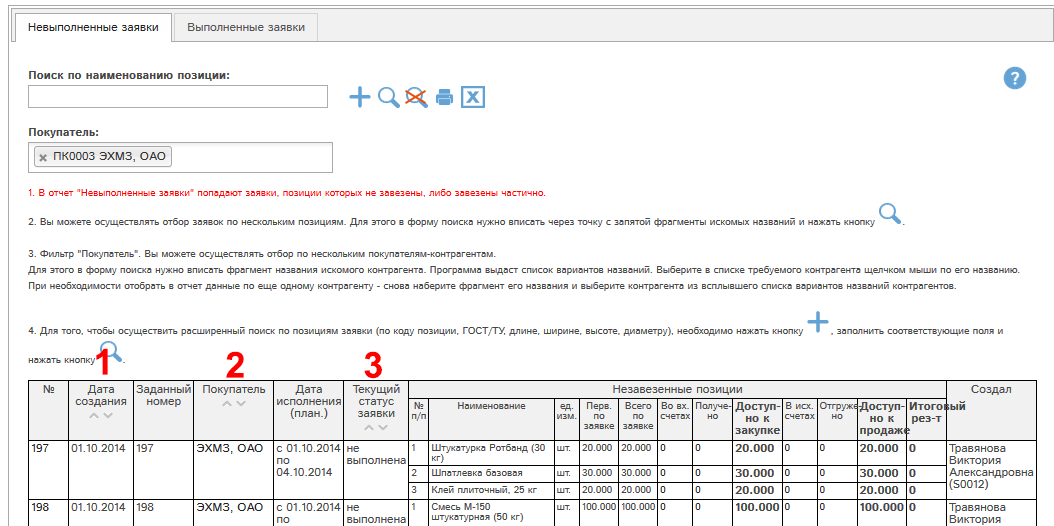 Невыполненные заявки Выполненные заявки
Поиск по наименованию позиции:
?
Покупатель:
× ПК0003 ЭХМЗ, ОАО
1. В отчет "Невыполненные заявки" попадают заявки, позиции которых не завезены, либо завезены частично.
2. Вы можете осуществлять отбор заявок по нескольким позициям. Для этого в форму поиска нужно вписать через точку с запятой фрагменты искомых названий и нажать кнопку .
3. Фильтр "Покупатель". Вы можете осуществлять отбор по нескольким покупателям-контрагентам.
Для этого в форму поиска нужно вписать фрагмент названия искомого контрагента. Программа выдаст список вариантов названий. Выберите в списке требуемого контрагента щелчком мыши по его названию.
При необходимости отобрать в отчет данные по еще одному контрагенту - снова наберите фрагмент его названия и выберите контрагента из всплывшего списка вариантов названий контрагентов.
4. Для того, чтобы осуществить расширенный поиск по позициям заявки (по коду позиции, ГОСТ/ТУ, длине, ширине, высоте, диаметру), необходимо нажать кнопку , заполнить соответствующие поля и
нажать кнопку .
1 2 3
№ Дата создания Заданный номер Покупатель Дата исполнения (план.) Текущий статус заявки Незавезенные позиции Создал
№ п/п Наименование ед. изм. Перв. по заявке Всего по заявке Во вх. счетах Получе-но Доступ-но к закупке В исх. счетах Отгруже но Доступ-но к продаже Итоговый рез-т
197 01.10.2014 197 ЭХМЗ, ОАО с 01.10.2014 по 04.10.2014 не выполнена 1 Штукатурка Ротбанд (30 кг) шт. 20.000 20.000 0 0 20.000 0 0 20.000 0 Травянова Виктория Александровна (S0012)
2 Шпатлевка базовая шт. 30.000 30.000 0 0 30.000 0 0 30.000 0
3 Клей плиточный, 25 кг шт. 20.000 20.000 0 0 20.000 0 0 20.000 0
198 01.10.2014 198 ЭХМЗ, ОАО с 01.10.2014 по не выполнена 1 Смесь М-150 штукатурная (50 кг) шт. 100.000 100.000 0 0 100.000 0 0 100.000 0 Травянова Виктория